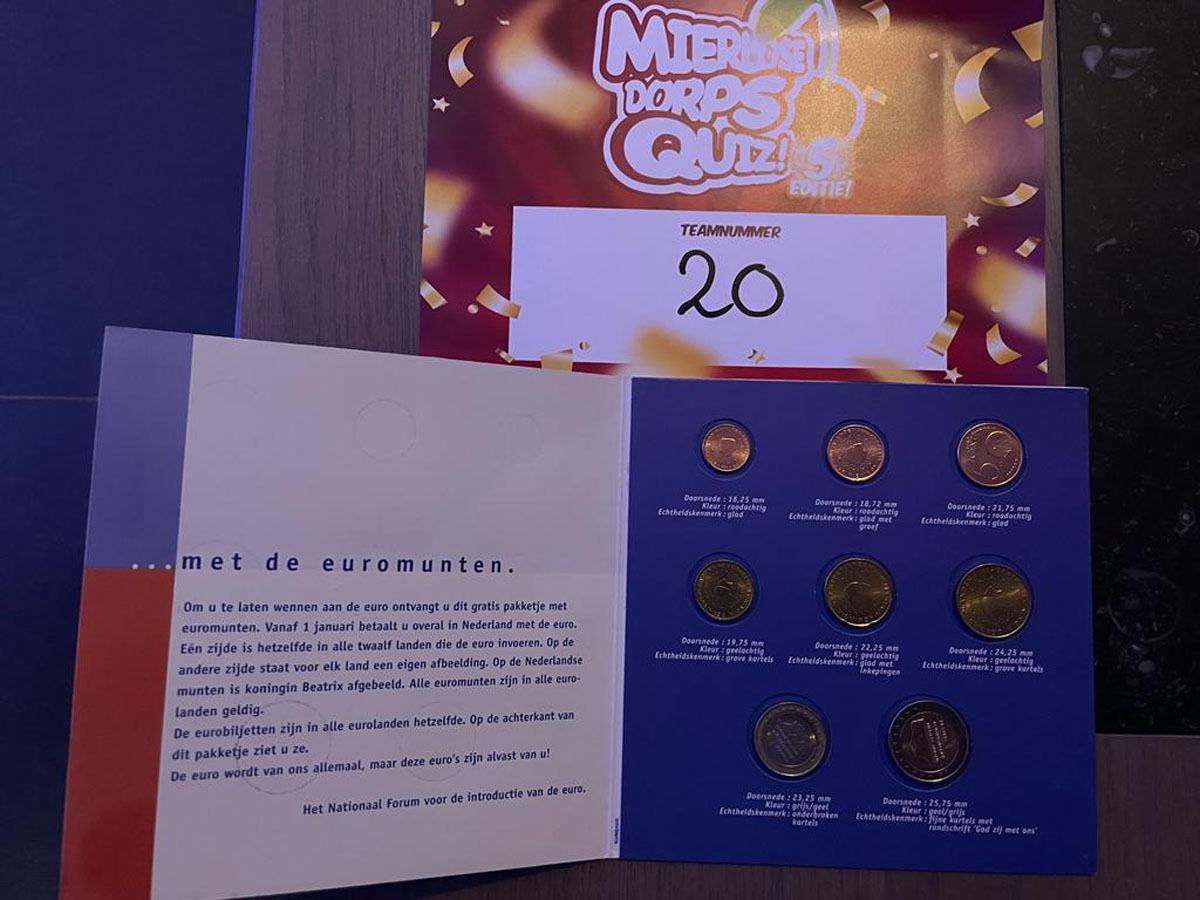 MIERLOSE
DORPS
QUIZ! 5
EDITIE!
TEAMNUMMER
20
...met de euromunten.
Om u te laten wennen aan de euro ontvangt u dit gratis pakketje met
euromunten. Vanaf 1 januari betaalt u overal in Nederland met de euro.
Eén zijde is hetzelfde in alle twaalf landen die de euro invoeren. Op de
andere zijde staat voor elk land een eigen afbeelding. Op de Nederlandse
munten is koningin Beatrix afgebeeld. Alle euromunten zijn in alle euro-
landen geldig.
De eurobiljetten zijn in alle eurolanden hetzelfde. Op de achterkant van
dit pakketje ziet u ze.
De euro wordt van ons allemaal, maar deze euro's zijn alvast van u!
Het Nationaal Forum voor de introductie van de euro.
Doorsnede : 16,25 mm
Kleur : roodachtig
Echtheidskenmerk : glad
Doorsnede : 18,72 mm
Kleur : roodachtig
Echtheidskenmerk : glad met
groef
5
Doorsnede : 21,75 mm
Kleur : roodachtig
Echtheidskenmerk : glad
Doorsnede : 19,75 mm
Kleur : geelachtig
Echtheidskenmerk : grove kartels
Doorsnede : 22,25 mm
Kleur : geelachtig
Echtheidskenmerk : glad met
inkepingen
Doorsnede : 24,25 mm
Kleur : geelachtig
Echtheidskenmerk : grove kartels
Doorsnede : 23,25 mm
Kleur : grijs/geel
Echtheidskenmerk : onderbroken
kartels
Doorsnede : 25,75 mm
Kleur : geel/grijs
Echtheidskenmerk : fijne kartels met
randschrift 'God zij met ons'